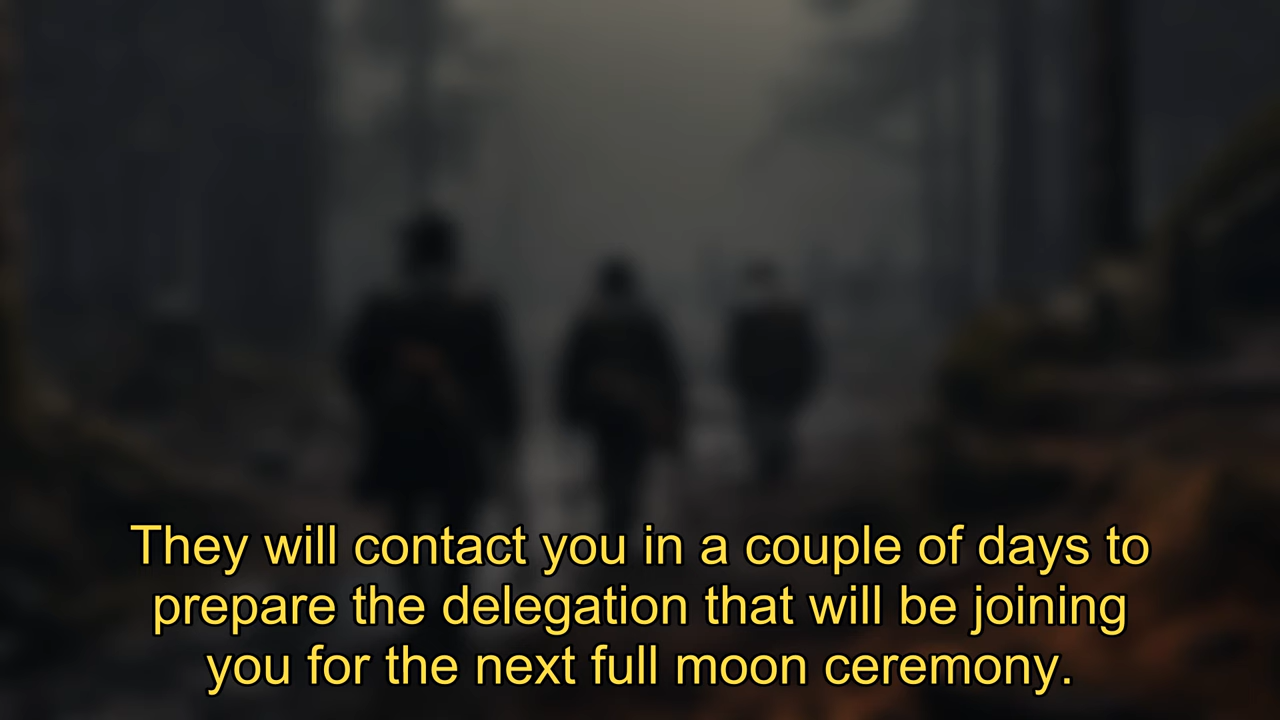 They will contact you in a couple of days to
prepare the delegation that will be joining
you for the next full moon ceremony.